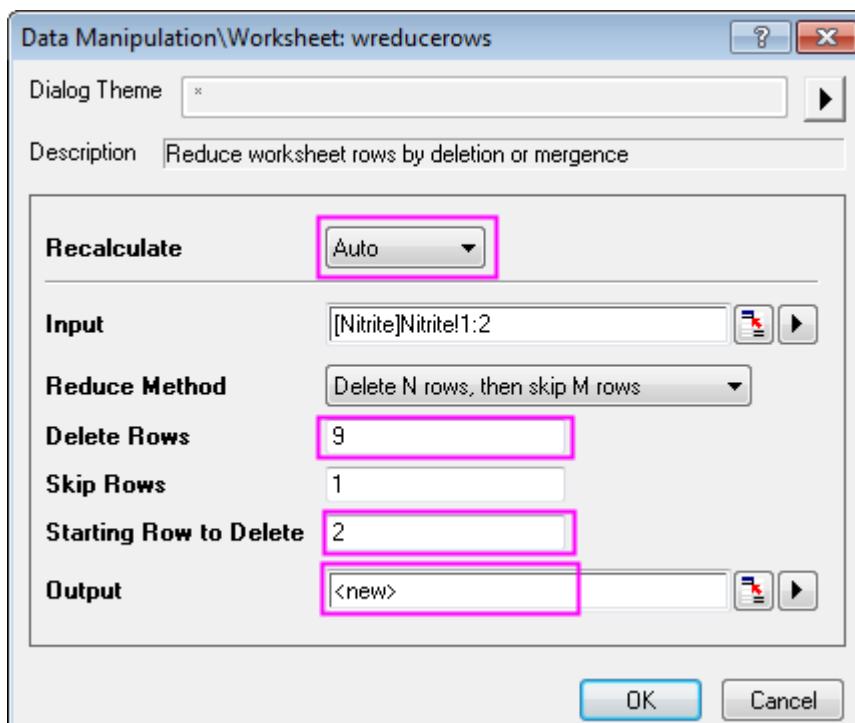 Data Manipulation\Worksheet: wreducerows
Dialog Theme *
Description Reduce worksheet rows by deletion or mergence
Recalculate Auto
Input [Nitrite]Nitrite!1:2
Reduce Method Delete N rows, then skip M rows
Delete Rows 9
Skip Rows 1
Starting Row to Delete 2
Output <new>
OK Cancel